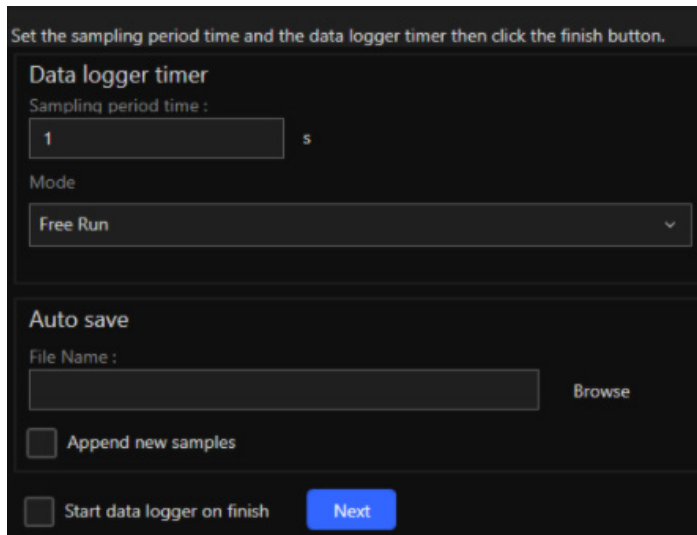 Set the sampling period time and the data logger timer then click the finish button.
Data logger timer
Sampling period time :
1 s
Mode
Free Run
Auto save
File Name :
Browse
Append new samples
Start data logger on finish Next